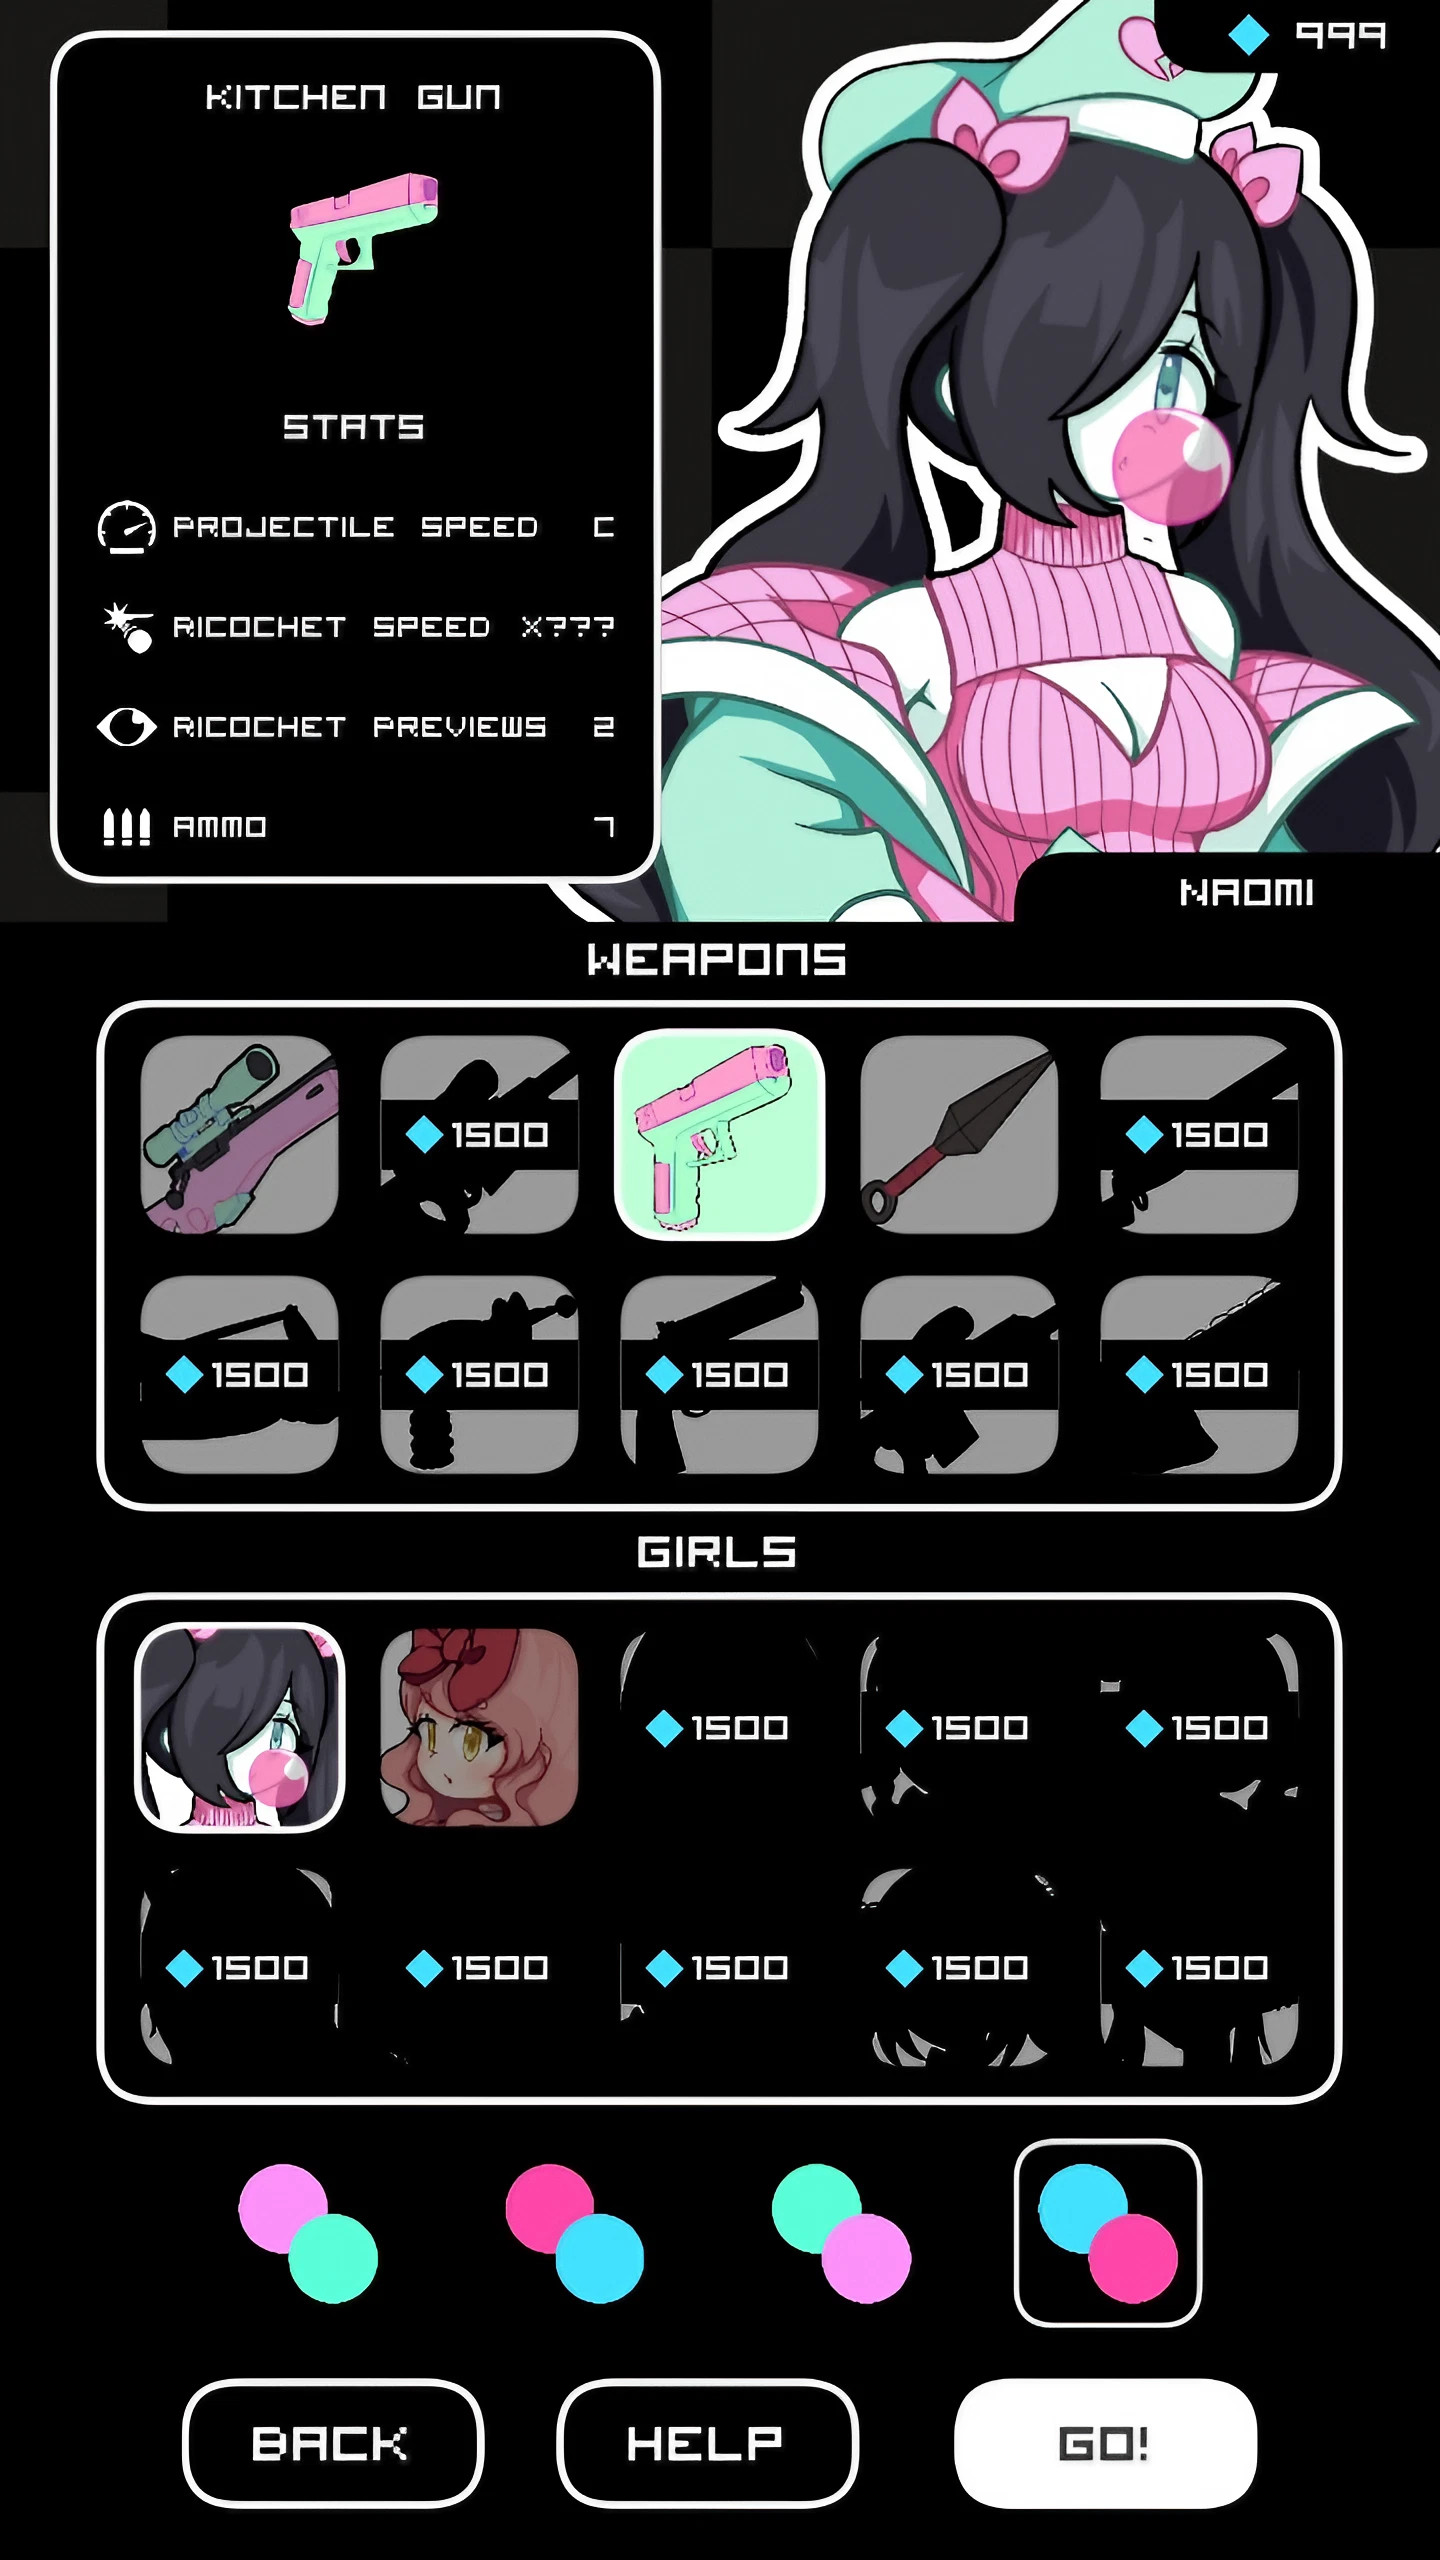 999
KITCHEN GUN
STATS
PROJECTILE SPEED C
RICOCHET SPEED X???
RICOCHET PREVIEWS 2
AMMO 7
NAOMI
WEAPONS
1500 1500
1500 1500 1500 1500 1500
GIRLS
1500 1500 1500
1500 1500 1500 1500 1500
BACK HELP GO!